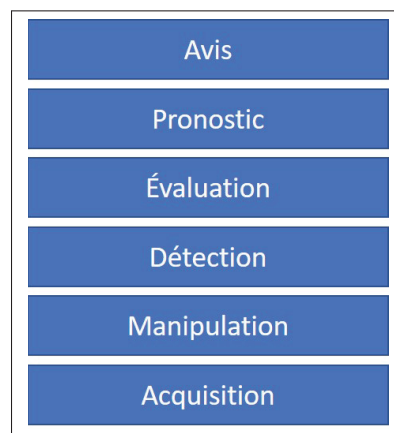 Avis
Pronostic
Évaluation
Détection
Manipulation
Acquisition